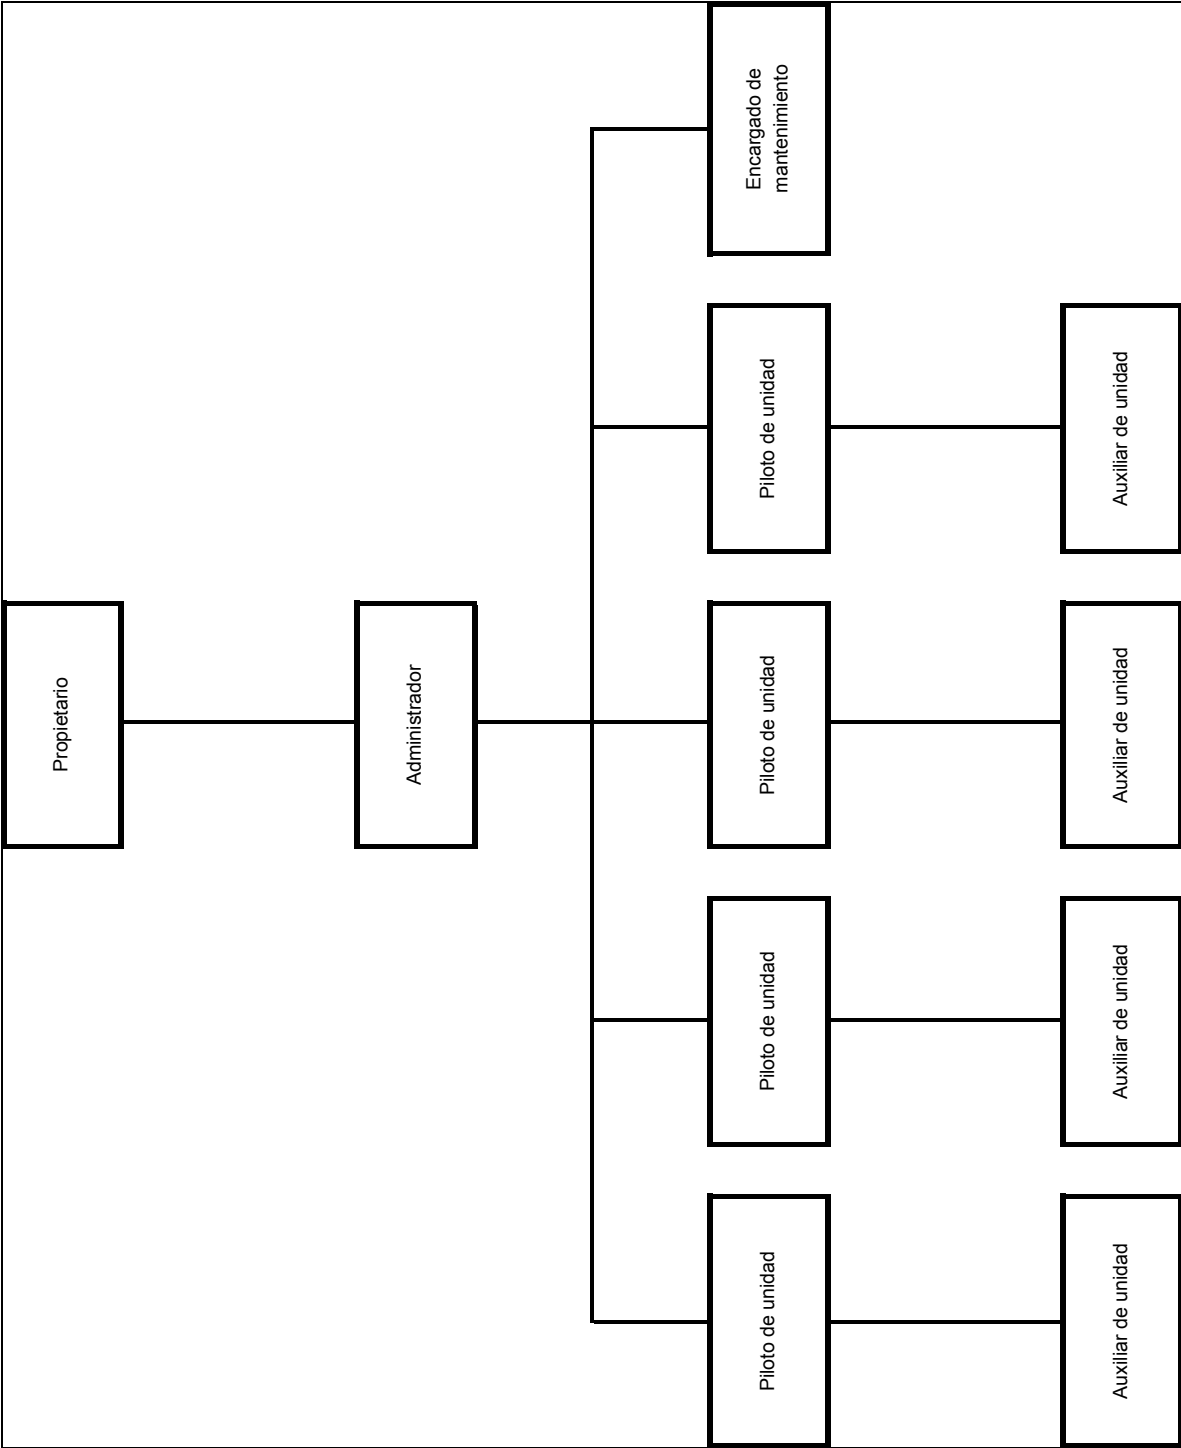 Propietario
Administrador
Piloto de unidad
Piloto de unidad
Piloto de unidad
Piloto de unidad
Encargado de
mantenimiento
Auxiliar de unidad
Auxiliar de unidad
Auxiliar de unidad
Auxiliar de unidad